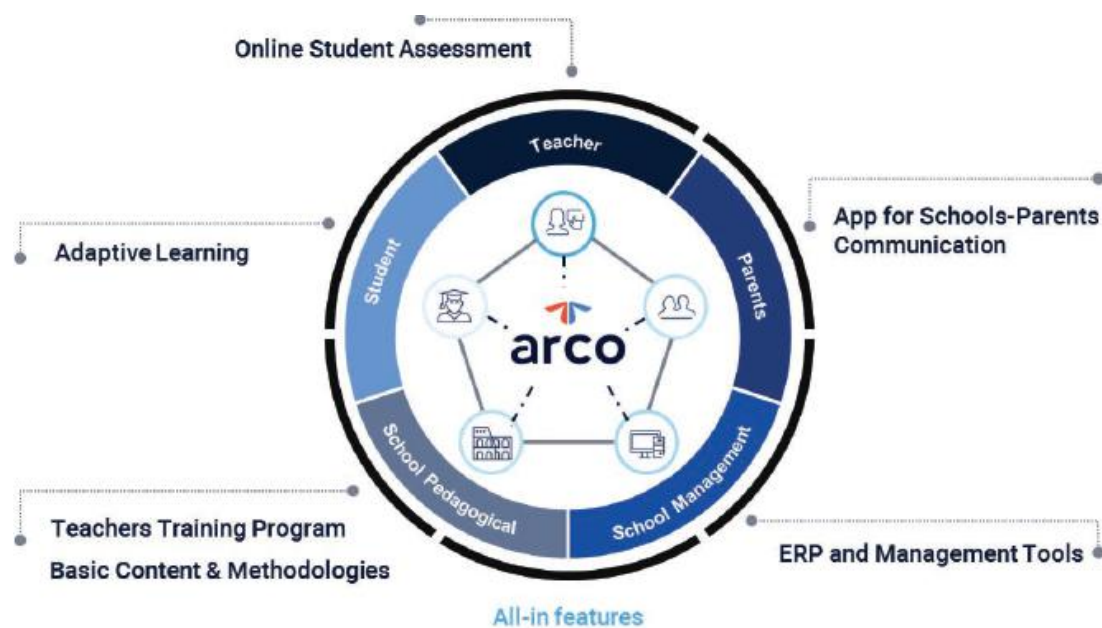 Online Student Assessment
Teacher
App for Schools-Parents
Communication
Adaptive Learning
Student
Parents
arco
School Pedagogical
School Management
Teachers Training Program
Basic Content & Methodologies
ERP and Management Tools
All-in features